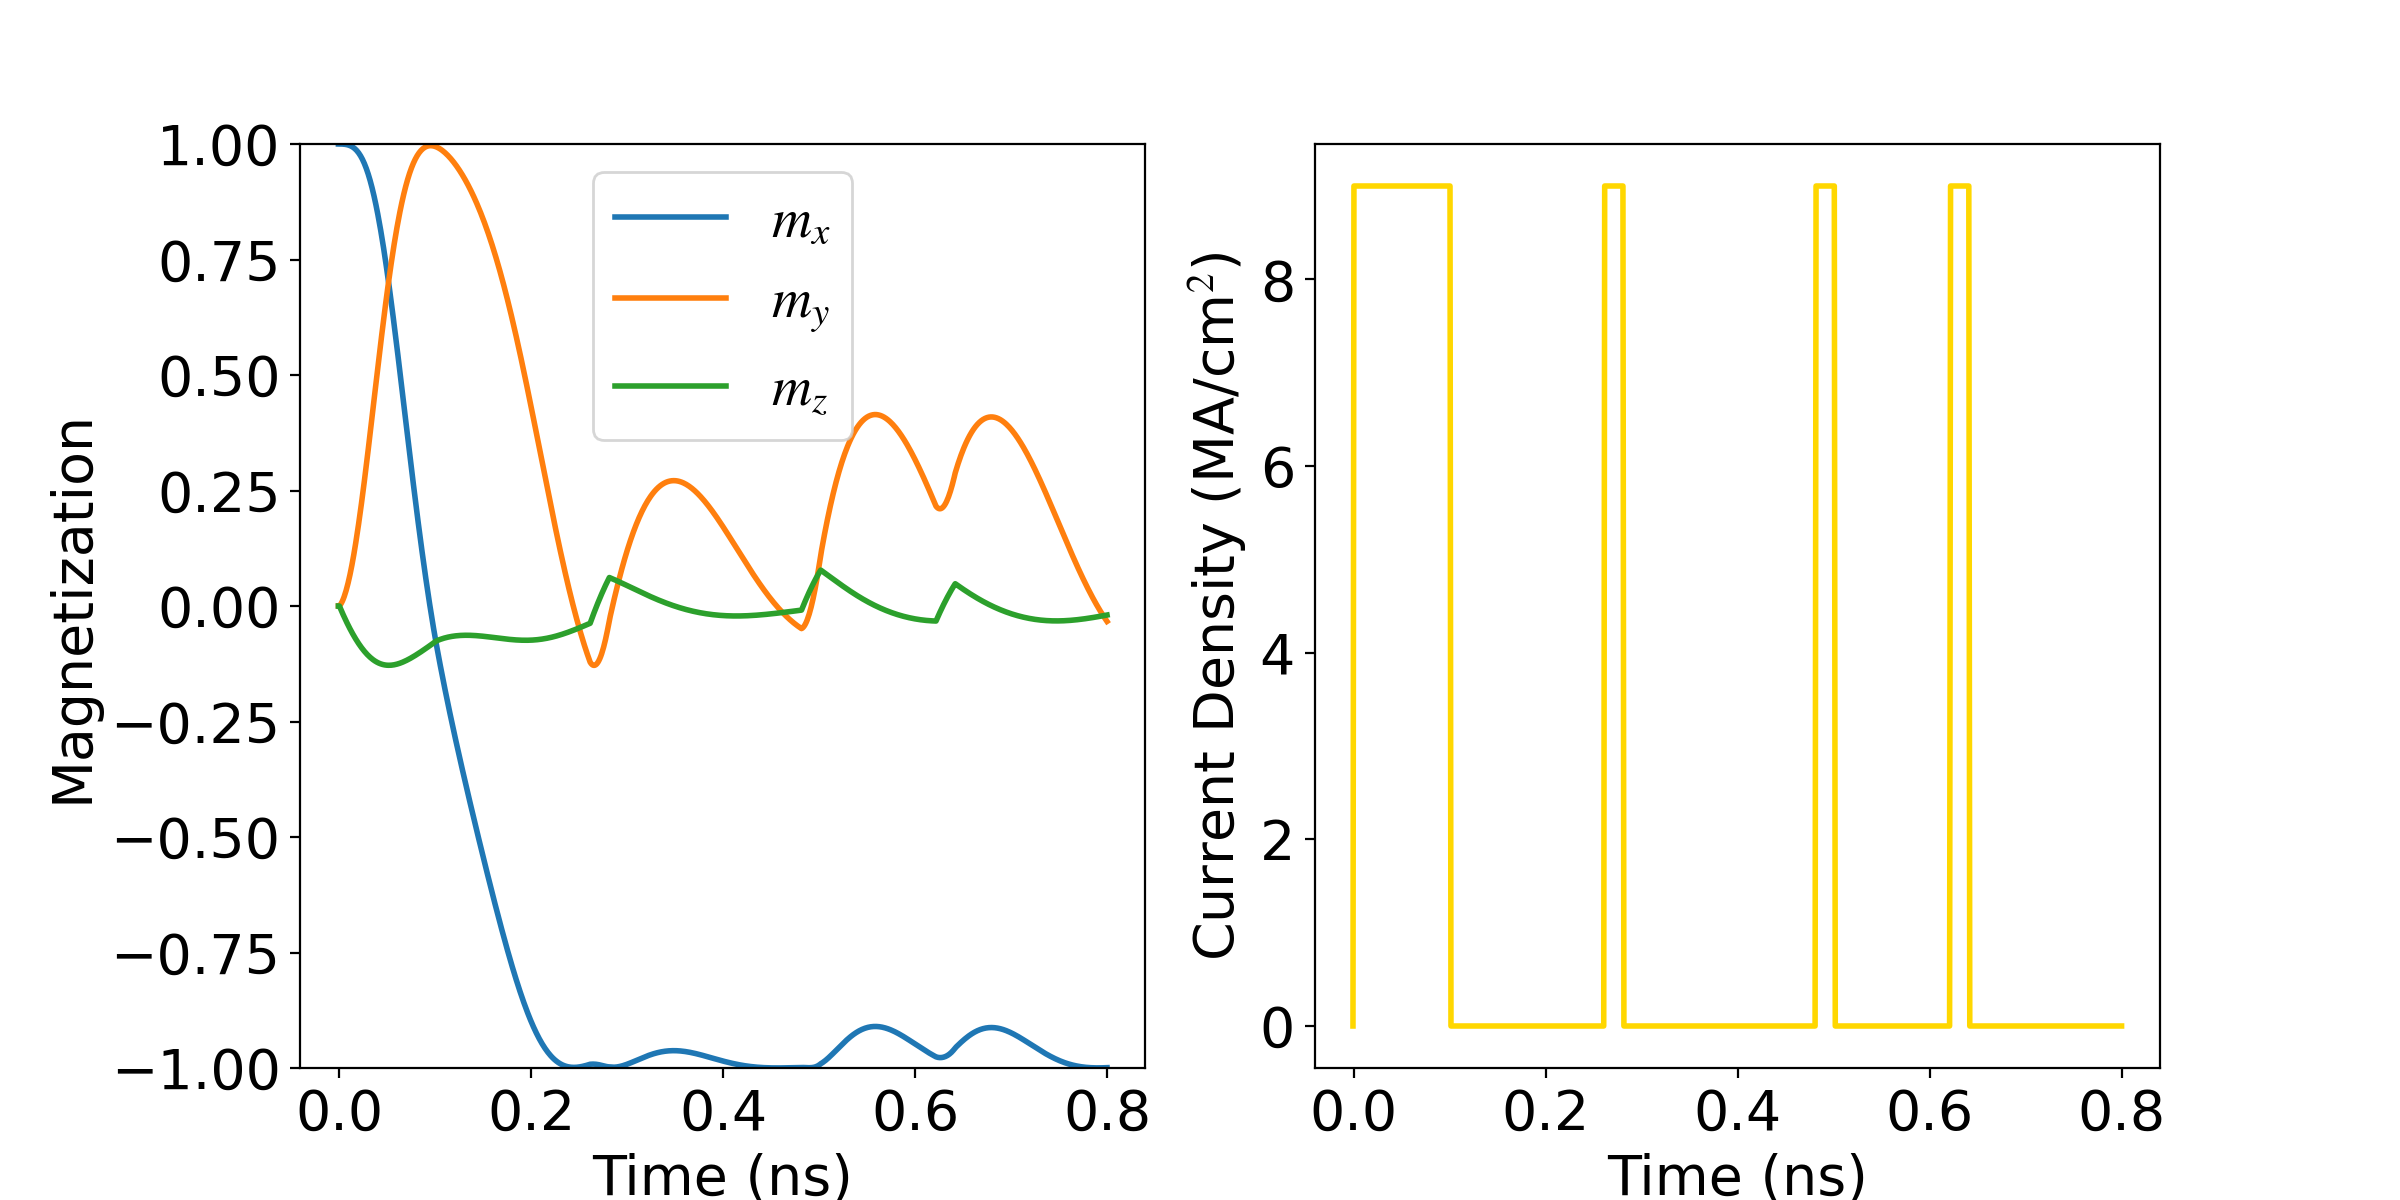 1.00
0.75
0.50
0.25
0.00
−0.25
−0.50
−0.75
−1.00
0.0 0.2 0.4 0.6 0.8
Time (ns)
Magnetization
m_x
m_y
m_z
8
6
4
2
0
0.0 0.2 0.4 0.6 0.8
Time (ns)
Current Density (MA/cm²)